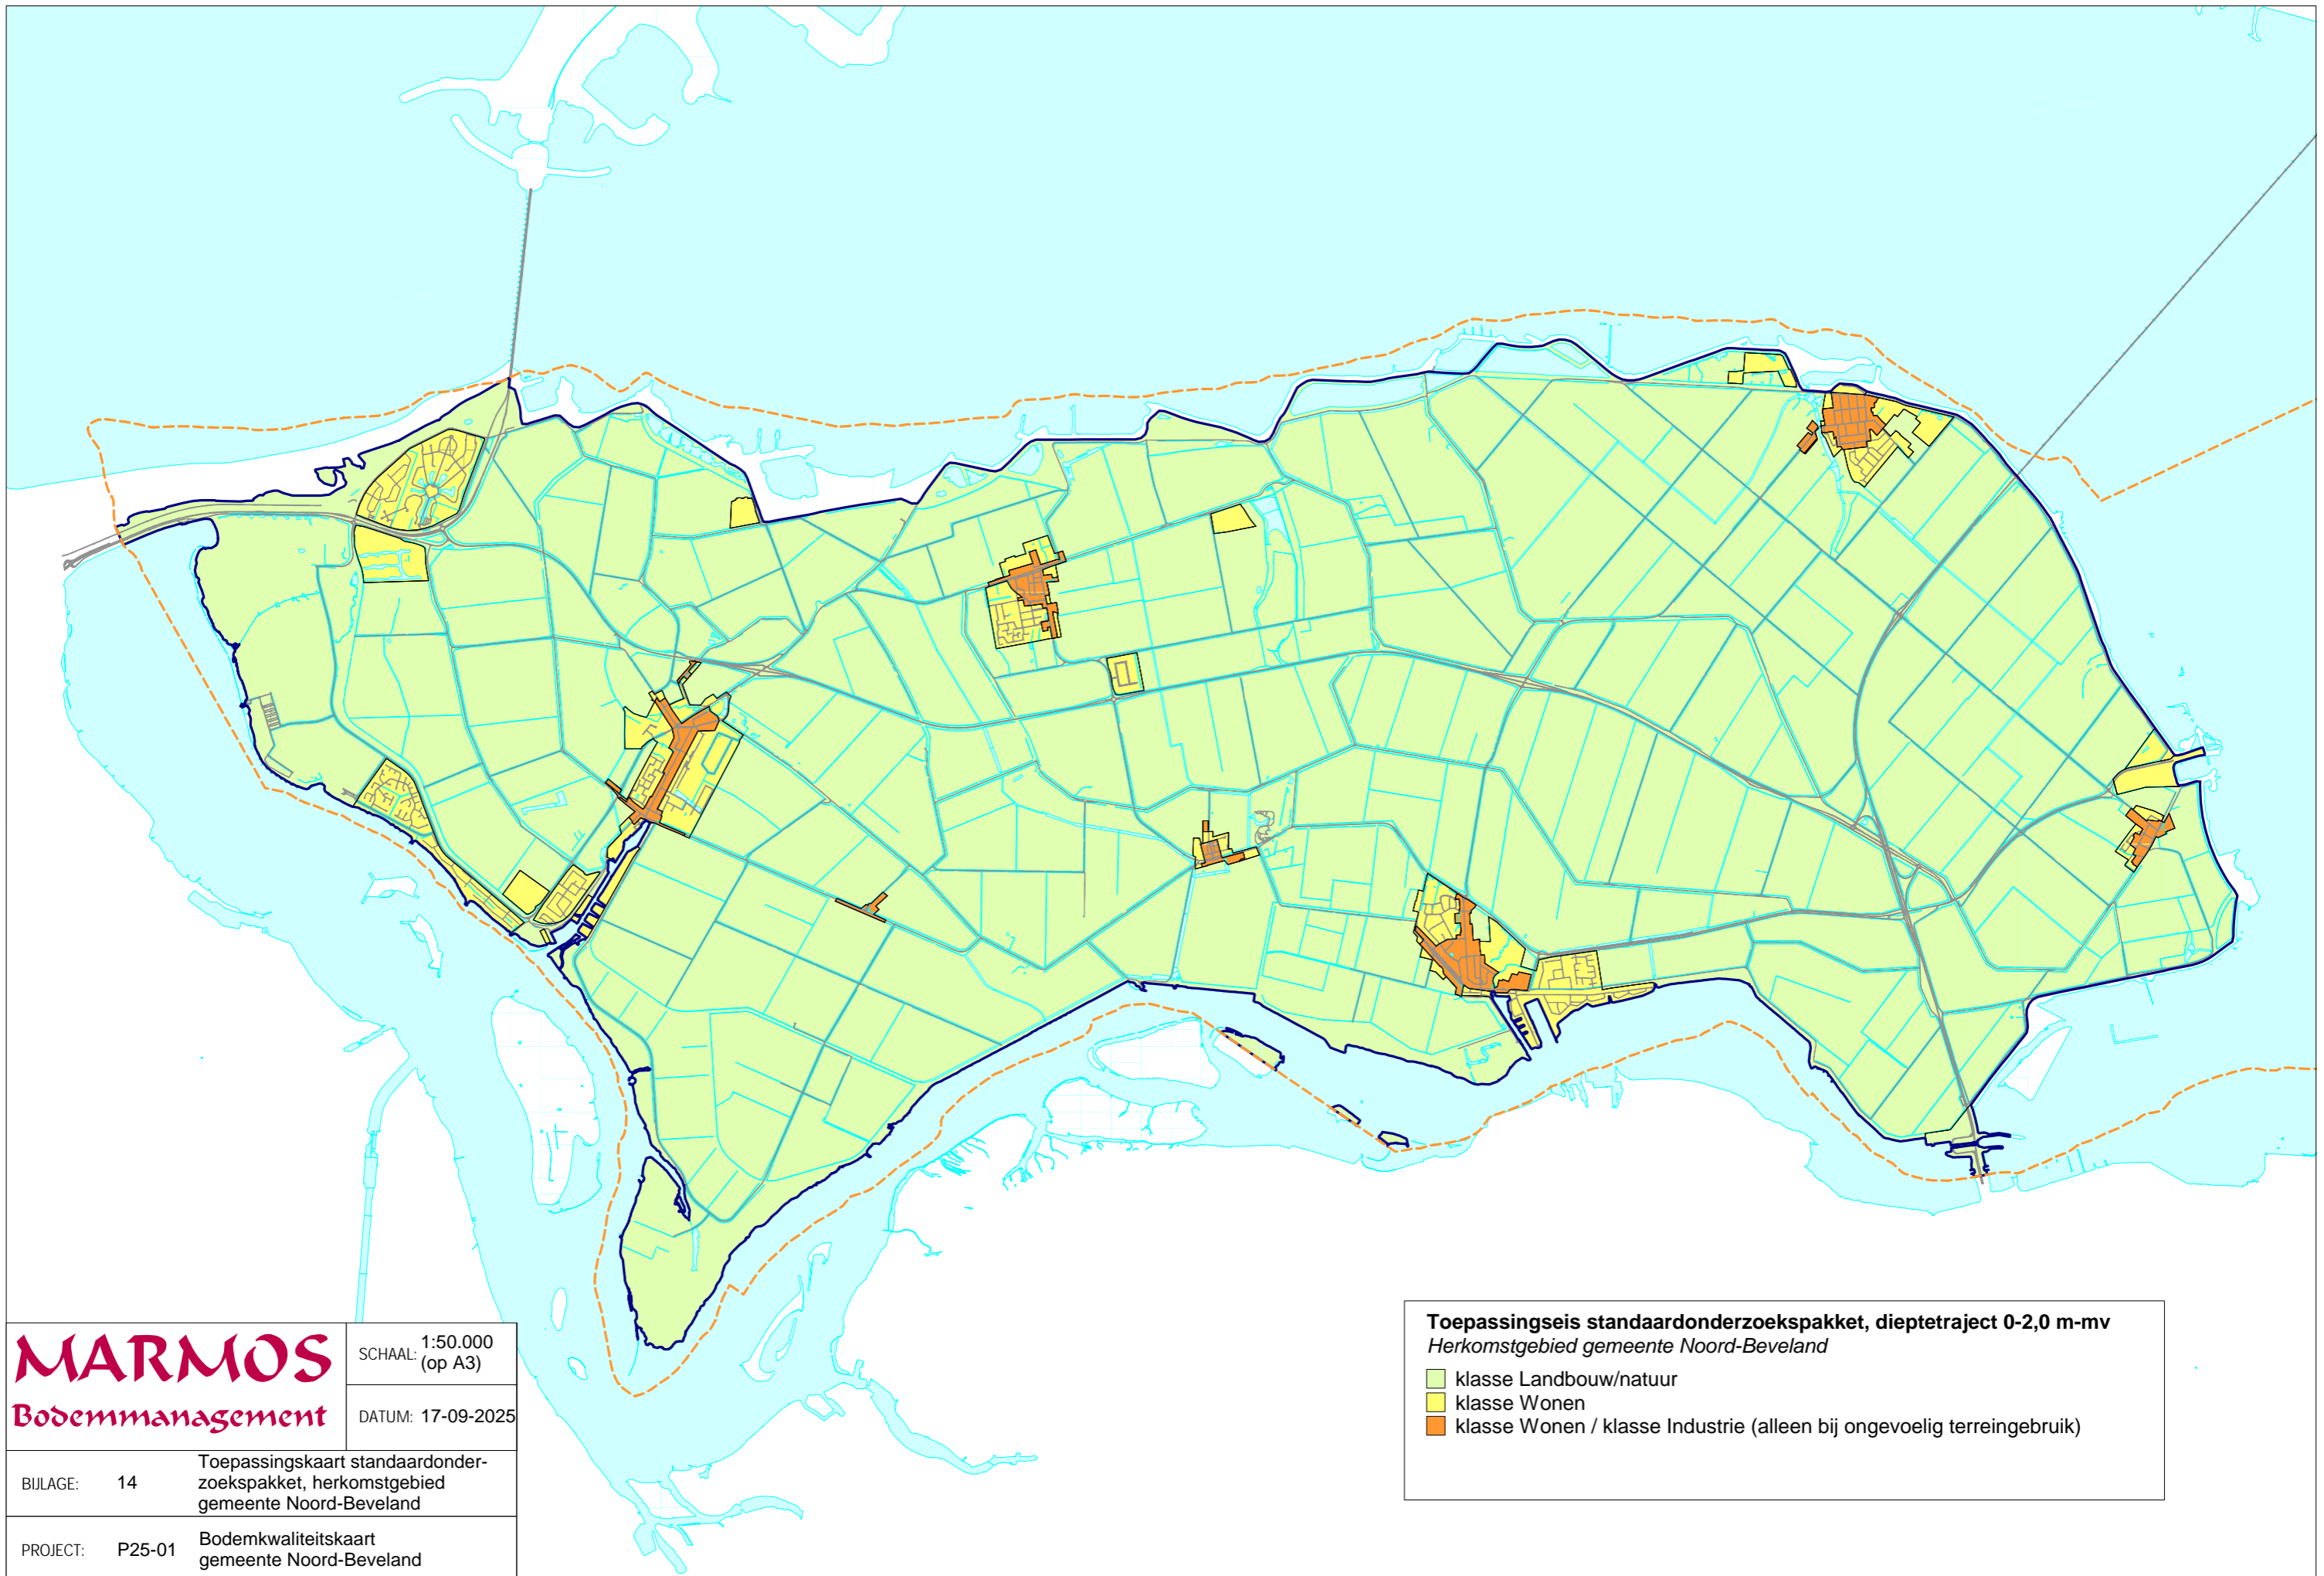 Toepassingseis standaardonderzoekspakket, dieptetraject 0-2,0 m-mv
Herkomstgebied gemeente Noord-Beveland
klasse Landbouw/natuur
klasse Wonen
klasse Wonen / klasse Industrie (alleen bij ongevoelig terreingebruik)
MARMOS
Bodemmanagement
SCHAAL: 1:50.000
(op A3)
DATUM: 17-09-2025
BIJLAGE: 14 Toepassingskaart standaardonder-
zoekspakket, herkomstgebied
gemeente Noord-Beveland
PROJECT: P25-01 Bodemkwaliteitskaart
gemeente Noord-Beveland